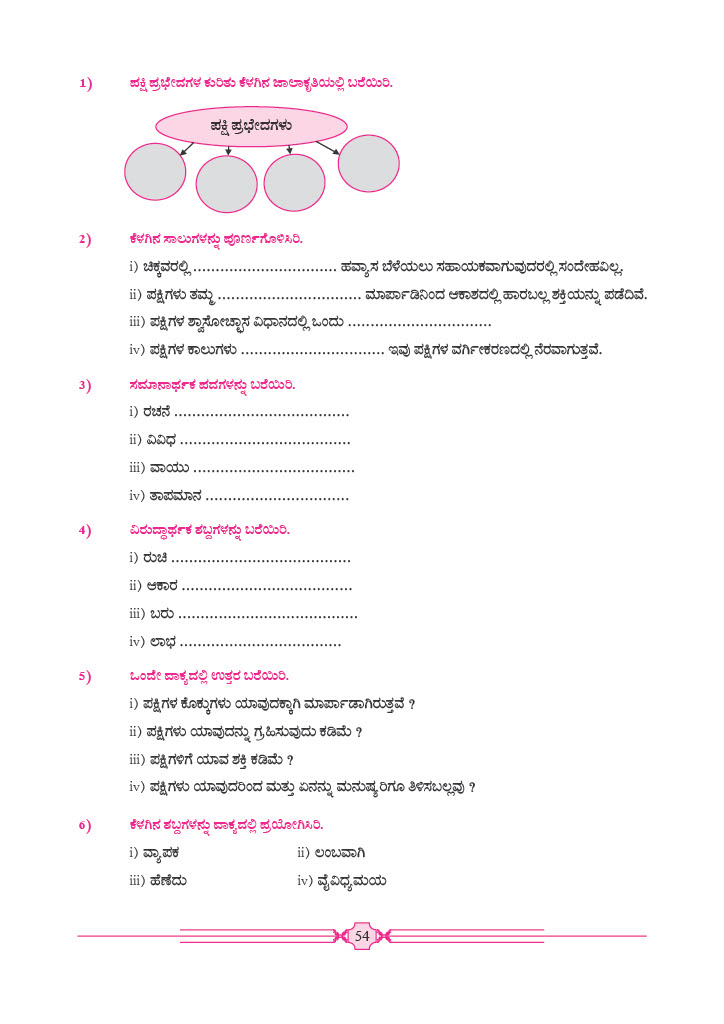 1) ಪಕ್ಷಿ ಪ್ರಭೇದಗಳ ಕುರಿತು ಕೆಳಗಿನ ಜಾಲಾಕೃತಿಯಲ್ಲಿ ಬರೆಯಿರಿ.
ಪಕ್ಷಿ ಪ್ರಭೇದಗಳು
2) ಕೆಳಗಿನ ಸಾಲುಗಳನ್ನು ಪೂರ್ಣಗೊಳಿಸಿರಿ.
i) ಚಿಕ್ಕವರಲ್ಲಿ ................................ ಹವ್ಯಾಸ ಬೆಳೆಯಲು ಸಹಾಯಕವಾಗುವುದರಲ್ಲಿ ಸಂದೇಹವಿಲ್ಲ.
ii) ಪಕ್ಷಿಗಳು ತಮ್ಮ ................................ ಮಾರ್ಪಾಡಿನಿಂದ ಆಕಾಶದಲ್ಲಿ ಹಾರಬಲ್ಲ ಶಕ್ತಿಯನ್ನು ಪಡೆದಿವೆ.
iii) ಪಕ್ಷಿಗಳ ಶ್ವಾಸೋಚ್ಛಾಸ ವಿಧಾನದಲ್ಲಿ ಒಂದು ................................
iv) ಪಕ್ಷಿಗಳ ಕಾಲುಗಳು ................................ ಇವು ಪಕ್ಷಿಗಳ ವರ್ಗೀಕರಣದಲ್ಲಿ ನೆರವಾಗುತ್ತವೆ.
3) ಸಮಾನಾರ್ಥಕ ಪದಗಳನ್ನು ಬರೆಯಿರಿ.
i) ರಚನೆ .......................................
ii) ವಿವಿಧ ......................................
iii) ವಾಯು ....................................
iv) ತಾಪಮಾನ ................................
4) ವಿರುದ್ಧಾರ್ಥಕ ಶಬ್ದಗಳನ್ನು ಬರೆಯಿರಿ.
i) ರುಚಿ ........................................
ii) ಆಕಾರ ......................................
iii) ಬರು ........................................
iv) ಲಾಭ ....................................
5) ಒಂದೇ ವಾಕ್ಯದಲ್ಲಿ ಉತ್ತರ ಬರೆಯಿರಿ.
i) ಪಕ್ಷಿಗಳ ಕೊಕ್ಕುಗಳು ಯಾವುದಕ್ಕಾಗಿ ಮಾರ್ಪಾಡಾಗಿರುತ್ತವೆ ?
ii) ಪಕ್ಷಿಗಳು ಯಾವುದನ್ನು ಗ್ರಹಿಸುವುದು ಕಡಿಮೆ ?
iii) ಪಕ್ಷಿಗಳಿಗೆ ಯಾವ ಶಕ್ತಿ ಕಡಿಮೆ ?
iv) ಪಕ್ಷಿಗಳು ಯಾವುದರಿಂದ ಮತ್ತು ಏನನ್ನು ಮನುಷ್ಯರಿಗೂ ತಿಳಿಸಬಲ್ಲವು ?
6) ಕೆಳಗಿನ ಶಬ್ದಗಳನ್ನು ವಾಕ್ಯದಲ್ಲಿ ಪ್ರಯೋಗಿಸಿರಿ.
i) ವ್ಯಾಪಕ ii) ಲಂಬವಾಗಿ
iii) ಹೆಣೆದು iv) ವೈವಿಧ್ಯಮಯ
54